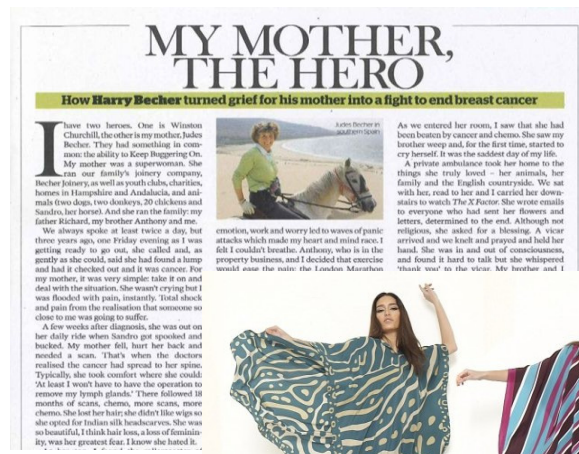 MY MOTHER,
THE HERO
How Harry Becher turned grief for his mother into a fight to end breast cancer
I have two heroes. One is Winston
Churchill, the other is my mother, Judes
Becher. They had something in com-
mon: the ability to Keep Buggering On.
My mother was a superwoman. She
ran our family's joinery company,
Becher Joinery, as well as youth clubs, charities,
homes in Hampshire and Andalucia, and ani-
mals (two dogs, two donkeys, 20 chickens and
Sandro, her horse). And she ran the family: my
father Richard, my brother Anthony and me.
We always spoke at least twice a day, but
three years ago, one Friday evening as I was
getting ready to go out, she called and, as
gently as she could, said she had found a lump
and had it checked out and it was cancer. For
my mother, it was very simple: take it on and
deal with the situation. She wasn't crying but I
was flooded with pain, instantly. Total shock
and pain from the realisation that someone so
close to me was going to suffer.
A few weeks after diagnosis, she was out on
her daily ride when Sandro got spooked and
bucked. My mother fell, hurt her back and
needed a scan. That's when the doctors
realised the cancer had spread to her spine.
Typically, she took comfort where she could:
'At least I won't have to have the operation to
remove my lymph glands.' There followed 18
months of scans, chemo, more scans, more
chemo. She lost her hair; she didn't like wigs so
she opted for Indian silk headscarves. She was
so beautiful, I think hair loss, a loss of feminin-
ity, was her greatest fear. I know she hated it.
Judes Becher in
southern Spain
emotion, work and worry led to waves of panic
attacks which made my heart and mind race. I
felt I couldn't breathe. Anthony, who is in the
property business, and I decided that exercise
would ease the pain: the London Marathon
As we entered her room, I saw that she had
been beaten by cancer and chemo. She saw my
brother weep and, for the first time, started to
cry herself. It was the saddest day of my life.
A private ambulance took her home to the
things she truly loved – her animals, her
family and the English countryside. We sat
with her, read to her and I carried her down-
stairs to watch The X Factor. She wrote emails
to everyone who had sent her flowers and
letters, determined to the end. Although not
religious, she asked for a blessing. A vicar
arrived and we knelt and prayed and held her
hand. She was in and out of consciousness,
and found it hard to talk but she whispered
'thank you' to the vicar. My brother and I